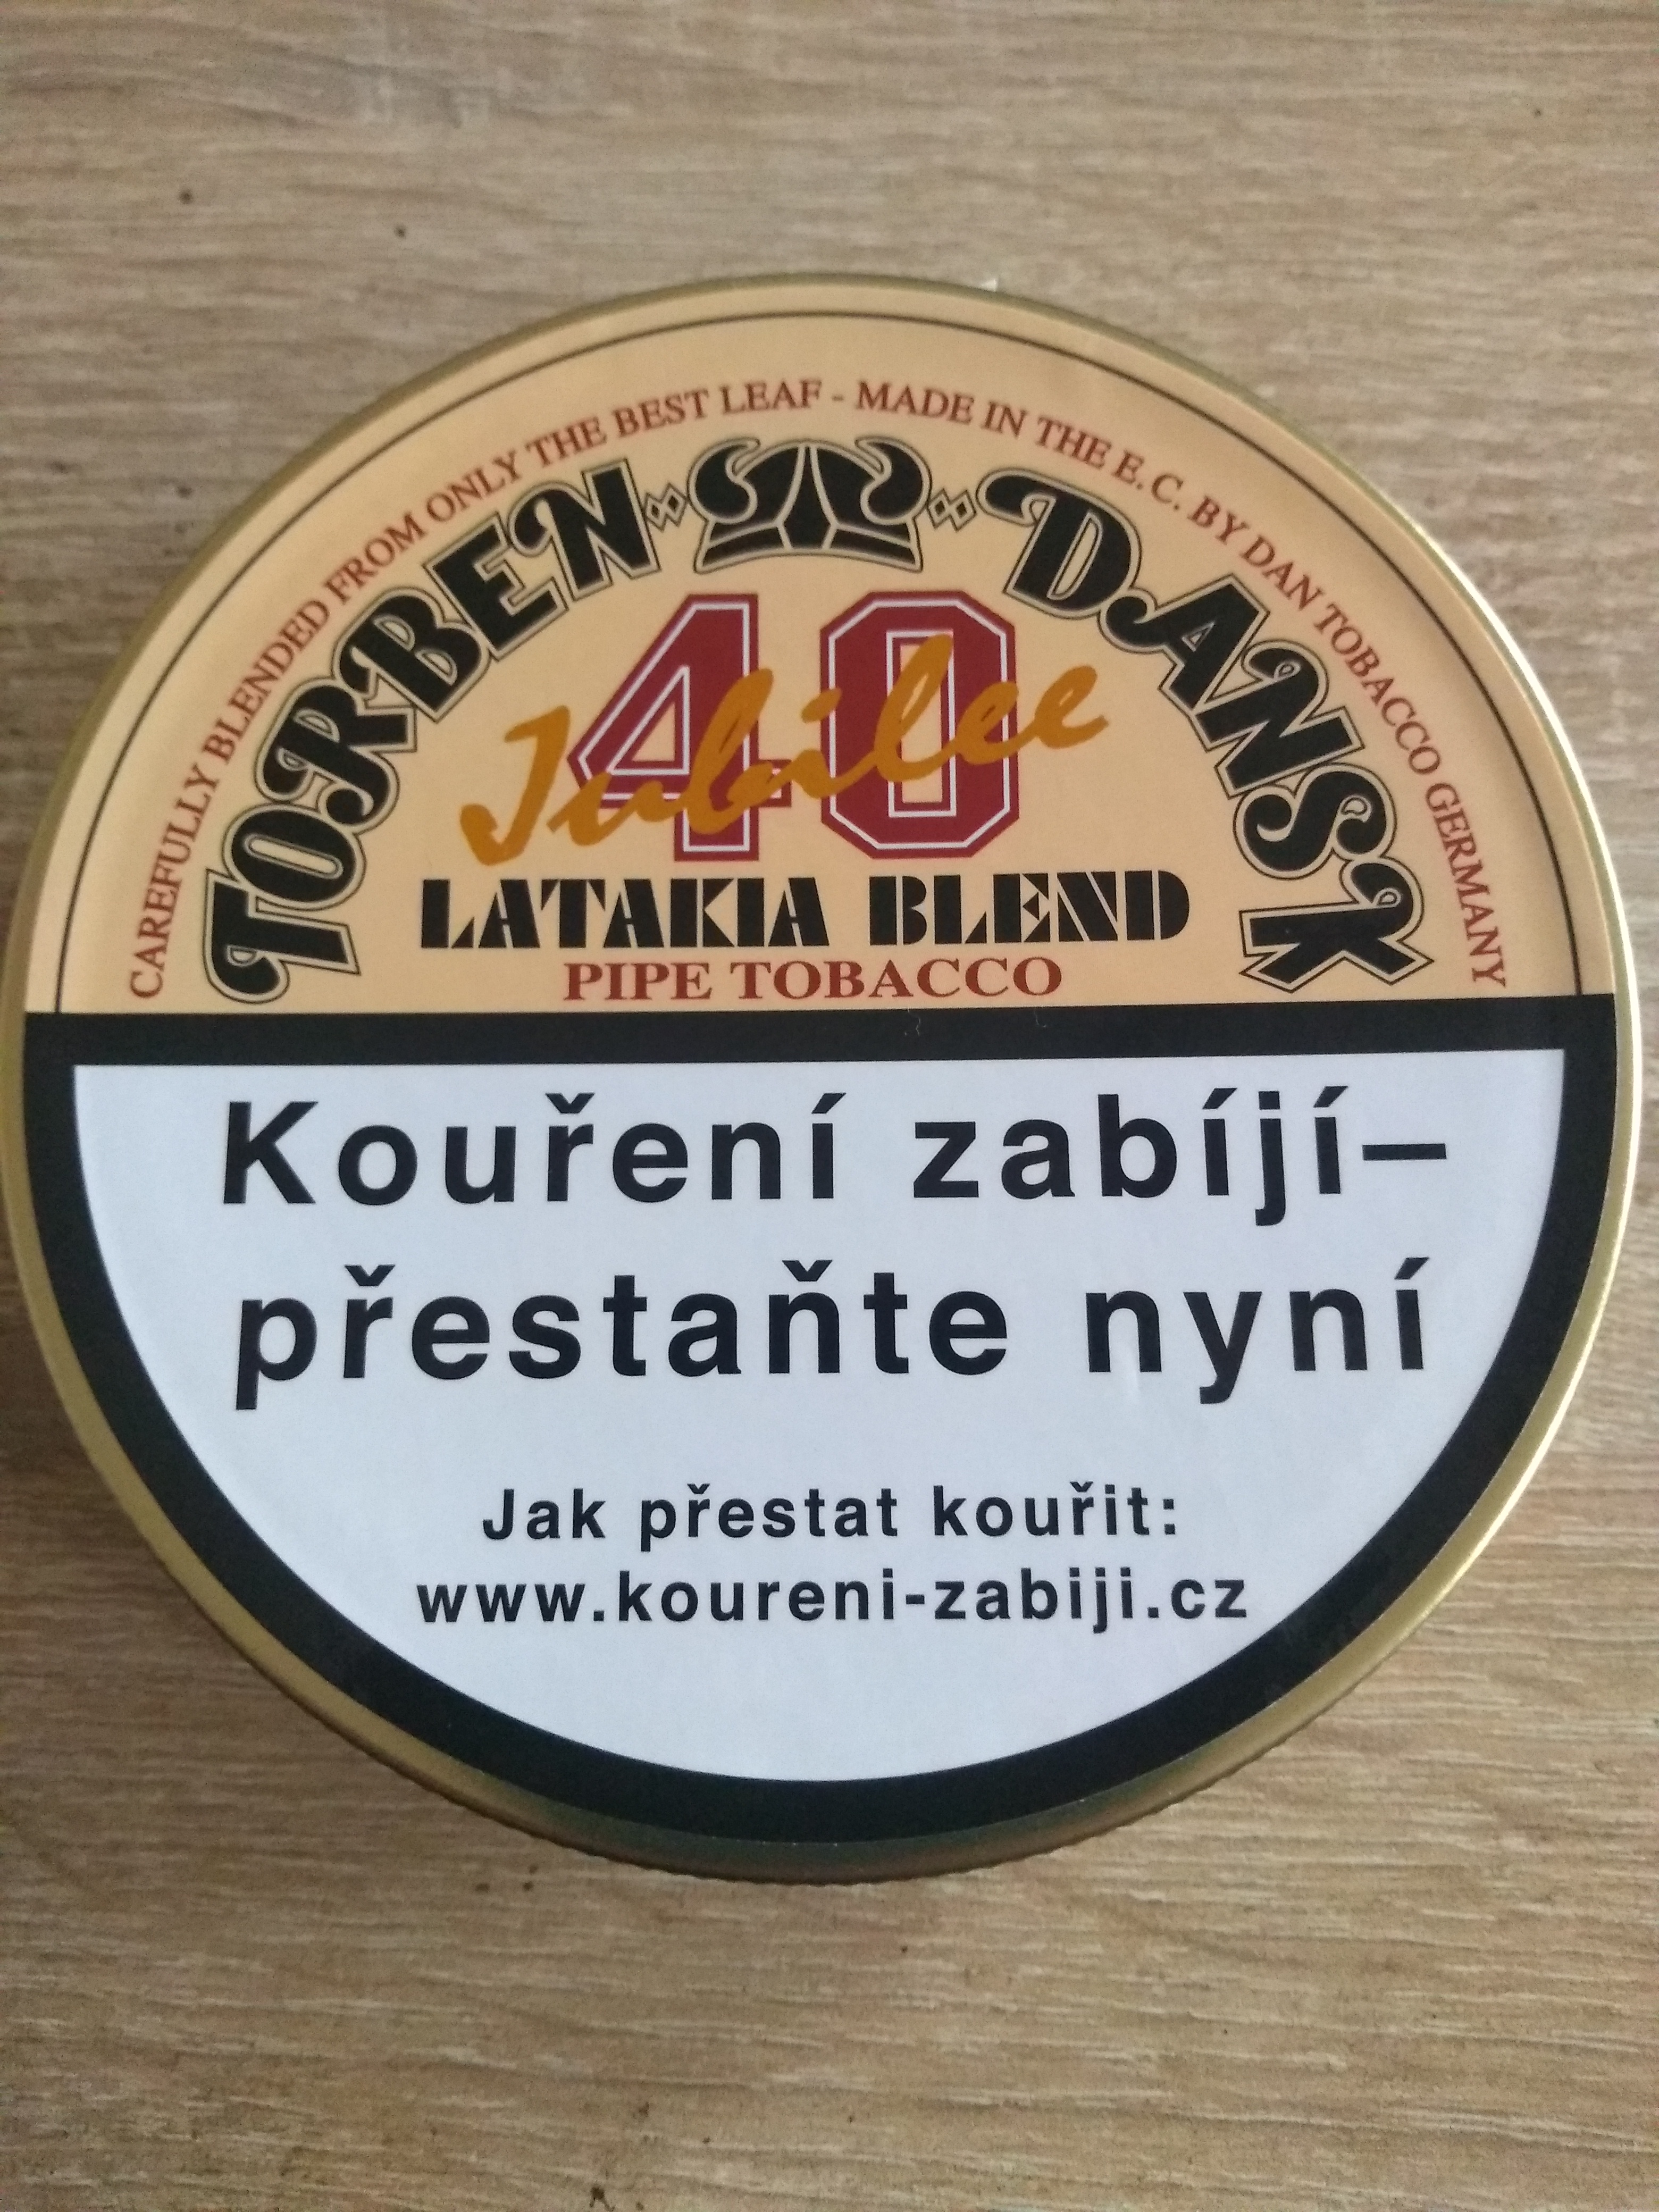 CAREFULLY BLENDED FROM ONLY THE BEST LEAF - MADE IN THE E.C. BY DAN TOBACCO GERMANY
TORBEN DANSK
40
Jubilee
LATAKIA BLEND
PIPE TOBACCO
Kouření zabíjí–
přestaňte nyní
Jak přestat kouřit:
www.koureni-zabiji.cz